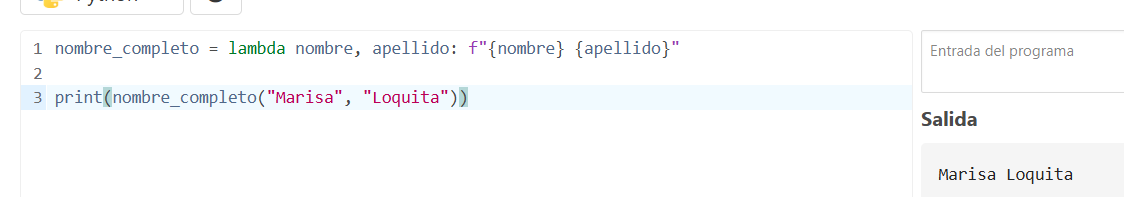 Python
1 nombre_completo = lambda nombre, apellido: f"{nombre} {apellido}"
2
3 print(nombre_completo("Marisa", "Loquita"))
Entrada del programa
Salida
Marisa Loquita